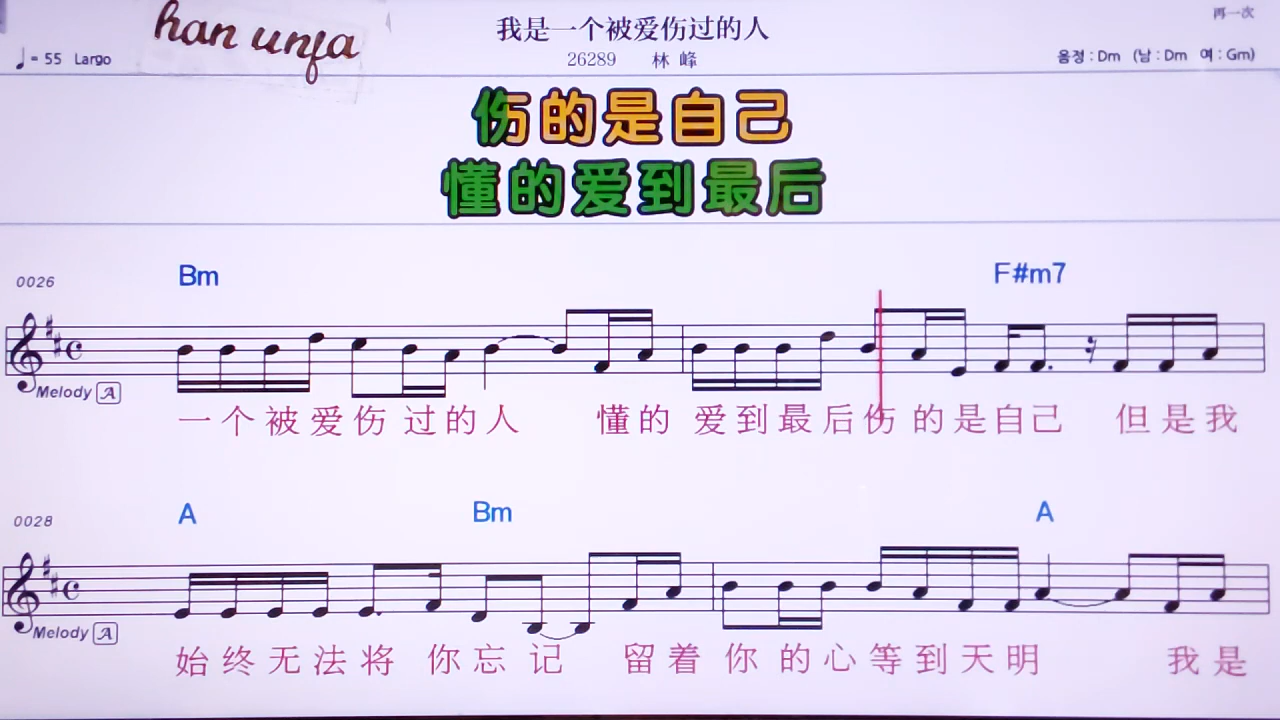 han unfa
我是一个被爱伤过的人
再一次
♩= 55 Largo
26289 林 峰
음정 : Dm (남 : Dm 여 : Gm)
伤的是自己
懂的爱到最后
0026 Bm F#m7
Melody A
一个被爱伤 过的人 懂的 爱到最后伤 的是自己 但是我
0028 A Bm A
Melody A
始终无法将 你忘记 留着你的心等到天明 我是